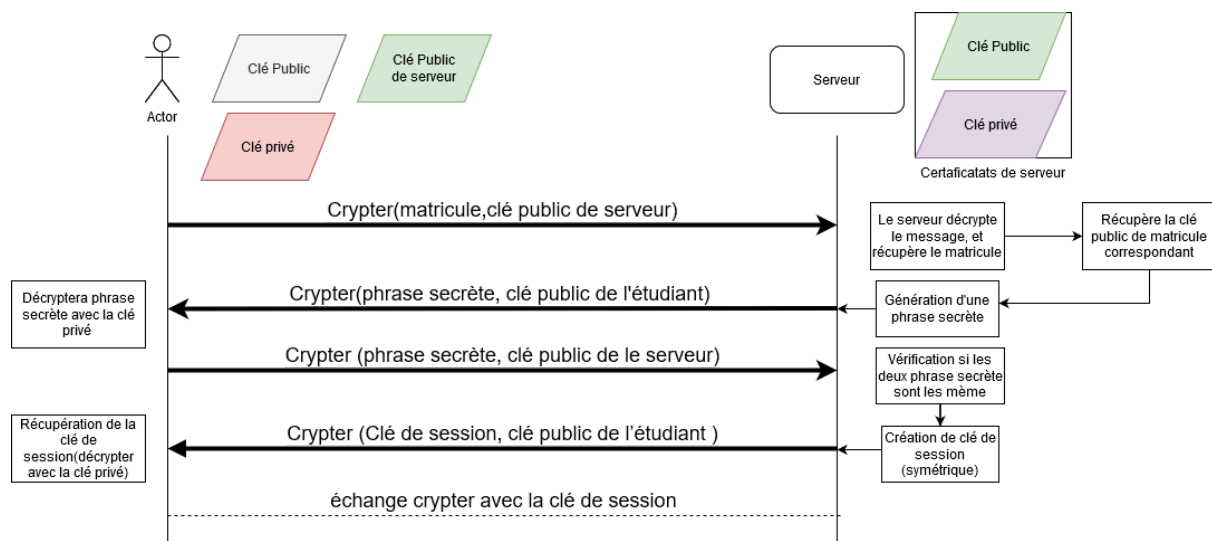 Clé Public
Clé Public
de serveur
Serveur
Clé Public
Actor
Clé privé
Clé privé
Certaficatats de serveur
Crypter(matricule,clé public de serveur)
Le serveur décrypte
le message, et
récupère le matricule
Récupère la clé
public de matricule
correspondant
Décryptera phrase
secrète avec la clé
privé
Crypter(phrase secrète, clé public de l'étudiant)
Génération d'une
phrase secrète
Crypter (phrase secrète, clé public de le serveur)
Vérification si les
deux phrase secrète
sont les mème
Récupération de la
clé de
session(décrypter
avec la clé privé)
Crypter (Clé de session, clé public de l’étudiant )
Création de clé de
session
(symétrique)
échange crypter avec la clé de session